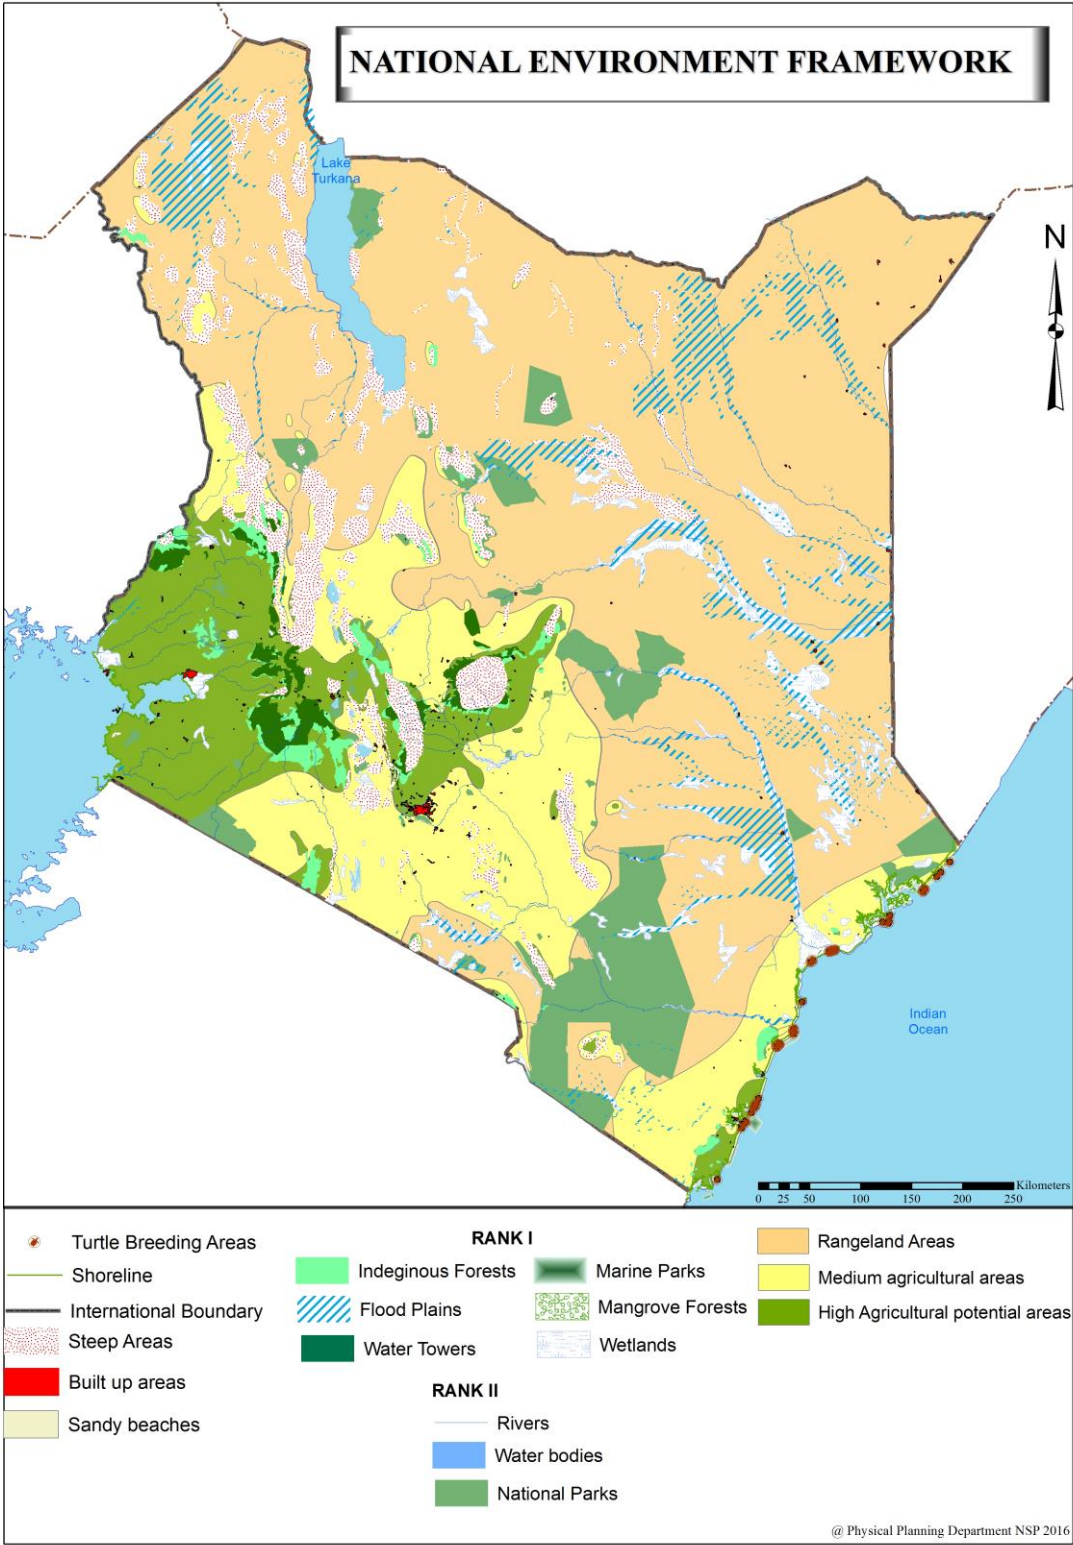 NATIONAL ENVIRONMENT FRAMEWORK
Lake
Turkana
N
Indian
Ocean
Kilometers
0 25 50 100 150 200 250
Turtle Breeding Areas
Shoreline
International Boundary
Steep Areas
Built up areas
Sandy beaches
RANK I
Indeginous Forests
Flood Plains
Water Towers
Marine Parks
Mangrove Forests
Wetlands
RANK II
Rivers
Water bodies
National Parks
Rangeland Areas
Medium agricultural areas
High Agricultural potential areas
@ Physical Planning Department NSP 2016